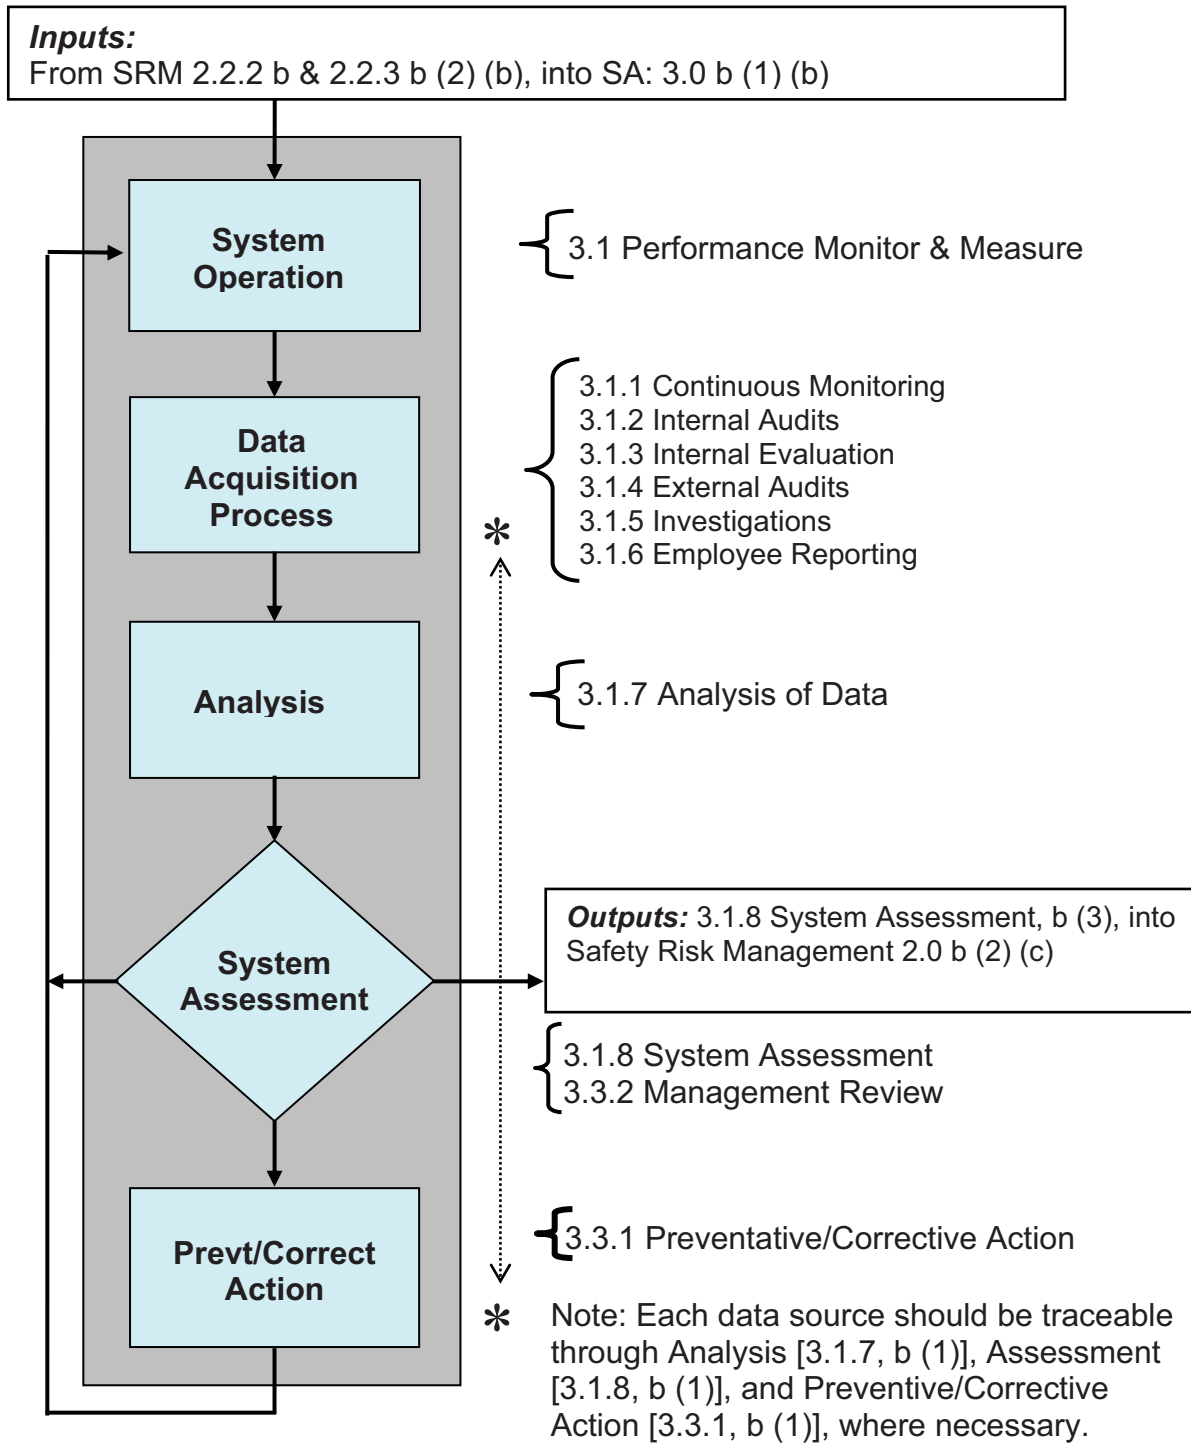 Inputs:
From SRM 2.2.2 b & 2.2.3 b (2) (b), into SA: 3.0 b (1) (b)
System
Operation
3.1 Performance Monitor & Measure
Data
Acquisition
Process
3.1.1 Continuous Monitoring
3.1.2 Internal Audits
3.1.3 Internal Evaluation
3.1.4 External Audits
3.1.5 Investigations
3.1.6 Employee Reporting
*
Analysis
3.1.7 Analysis of Data
System
Assessment
Outputs: 3.1.8 System Assessment, b (3), into
Safety Risk Management 2.0 b (2) (c)
3.1.8 System Assessment
3.3.2 Management Review
Prevt/Correct
Action
3.3.1 Preventative/Corrective Action
* Note: Each data source should be traceable
through Analysis [3.1.7, b (1)], Assessment
[3.1.8, b (1)], and Preventive/Corrective
Action [3.3.1, b (1)], where necessary.